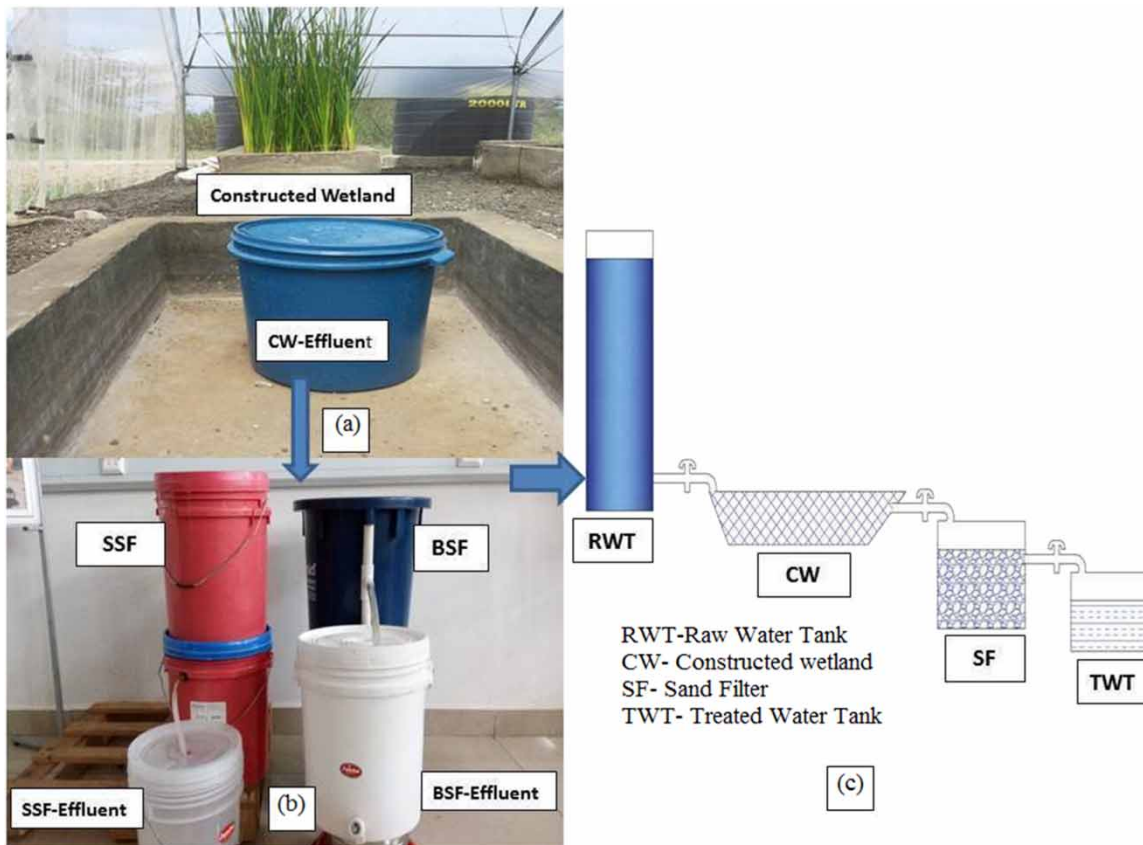 2000LTR
Constructed Wetland
CW-Effluent
(a)
SSF
BSF
SSF-Effluent
(b)
BSF-Effluent
RWT
CW
SF
TWT
RWT-Raw Water Tank
CW- Constructed wetland
SF- Sand Filter
TWT- Treated Water Tank
(c)